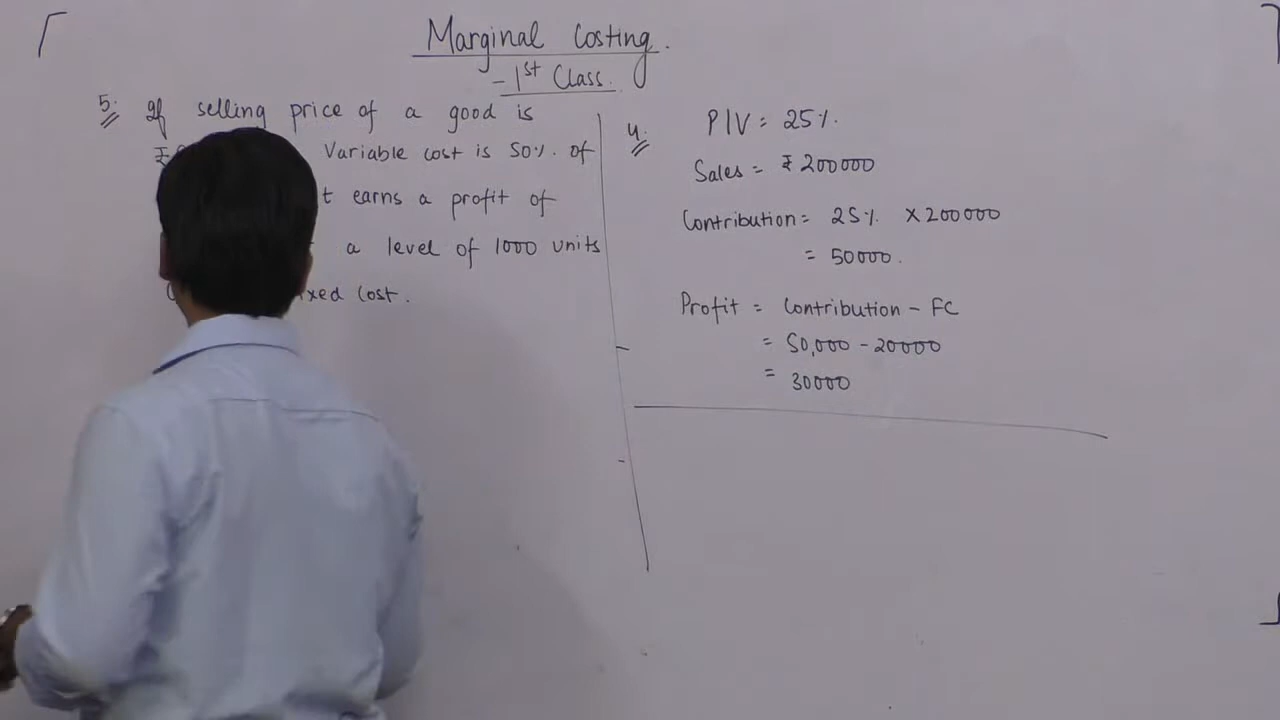 Marginal Costing.
- 1st Class.
5. If selling price of a good is
₹ Variable cost is 50%. of
earns a profit of
a level of 1000 units
Cost.
4. P/V = 25%.
Sales = ₹ 200000
Contribution = 25% × 200000
= 50000.
Profit = Contribution - FC
= 50,000 - 20000
= 30000